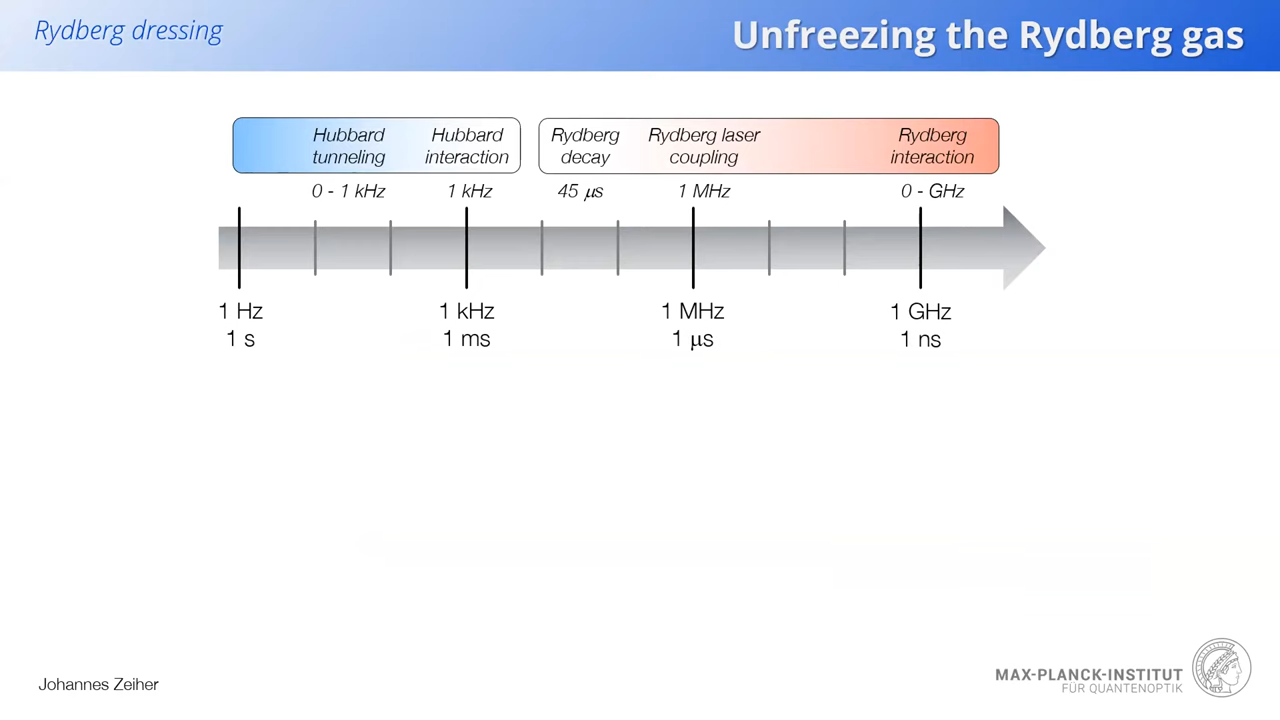 Rydberg dressing
Unfreezing the Rydberg gas
Hubbard tunneling
Hubbard interaction
Rydberg decay
Rydberg laser coupling
Rydberg interaction
0 - 1 kHz
1 kHz
45 μs
1 MHz
0 - GHz
1 Hz
1 s
1 kHz
1 ms
1 MHz
1 μs
1 GHz
1 ns
Johannes Zeiher
MAX-PLANCK-INSTITUT
FÜR QUANTENOPTIK